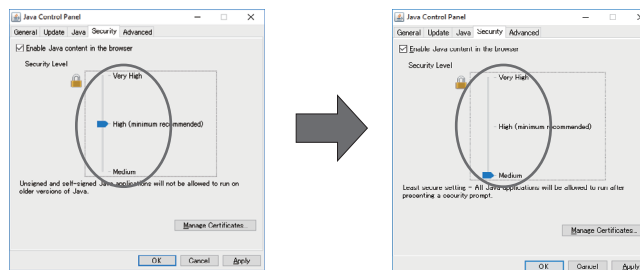 Java Control Panel
General Update Java Security Advanced
Enable Java content in the browser
Security Level
Very High
High (minimum recommended)
Medium
Unsigned and self-signed Java applications will not be allowed to run on
older versions of Java.
Manage Certificates...
OK Cancel Apply
Java Control Panel
General Update Java Security Advanced
Enable Java content in the browser
Security Level
Very High
High (minimum recommended)
Medium
Least secure setting - All Java applications will be allowed to run after
presenting a security prompt.
Manage Certificates...
OK Cancel Apply